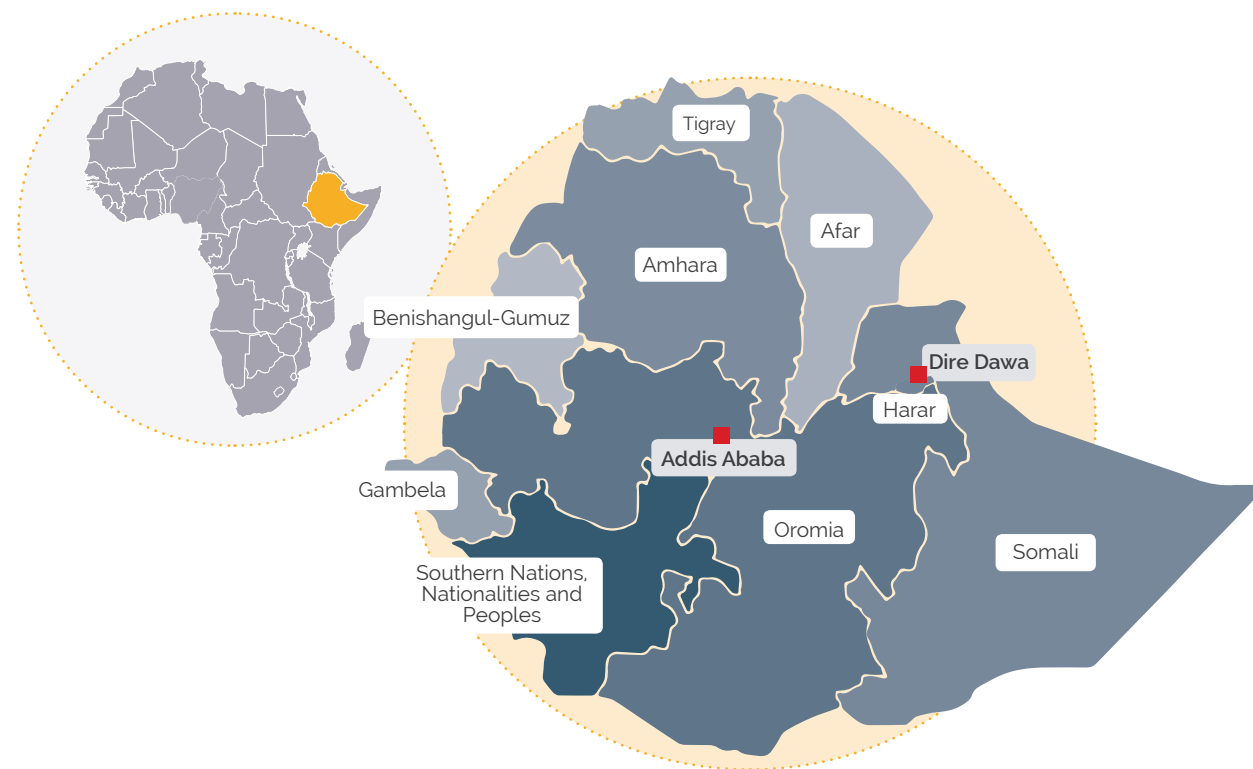 Tigray
Afar
Amhara
Benishangul-Gumuz
Dire Dawa
Harar
Addis Ababa
Gambela
Oromia
Somali
Southern Nations,
Nationalities and
Peoples